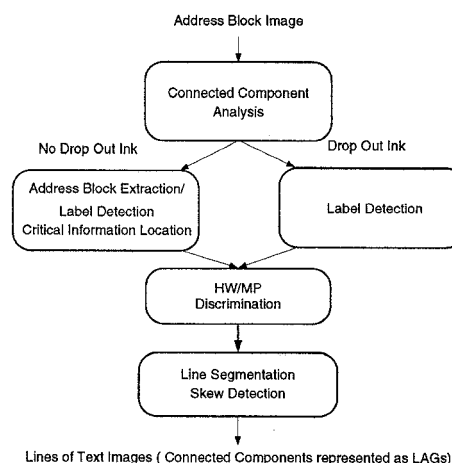 Address Block Image
Connected Component
Analysis
No Drop Out Ink
Drop Out Ink
Address Block Extraction/
Label Detection
Critical Information Location
Label Detection
HW/MP
Discrimination
Line Segmentation
Skew Detection
Lines of Text Images ( Connected Components represented as LAGs)